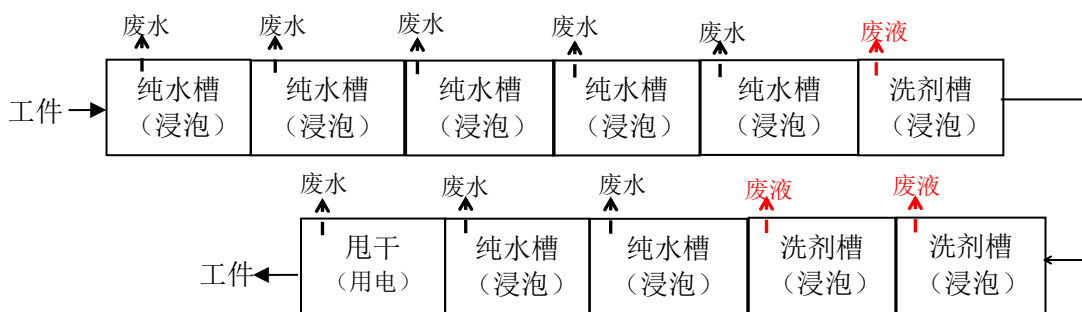 废水 废水 废水 废水 废水 废液
工件 纯水槽 纯水槽 纯水槽 纯水槽 纯水槽 洗剂槽
（浸泡） （浸泡） （浸泡） （浸泡） （浸泡） （浸泡）
废水 废水 废水 废液 废液
工件 甩干 纯水槽 纯水槽 洗剂槽 洗剂槽
（用电） （浸泡） （浸泡） （浸泡） （浸泡）